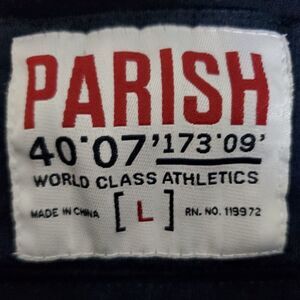 PARISH
40°07'173°09'
WORLD CLASS ATHLETICS
MADE IN CHINA [L] RN. NO. 119972